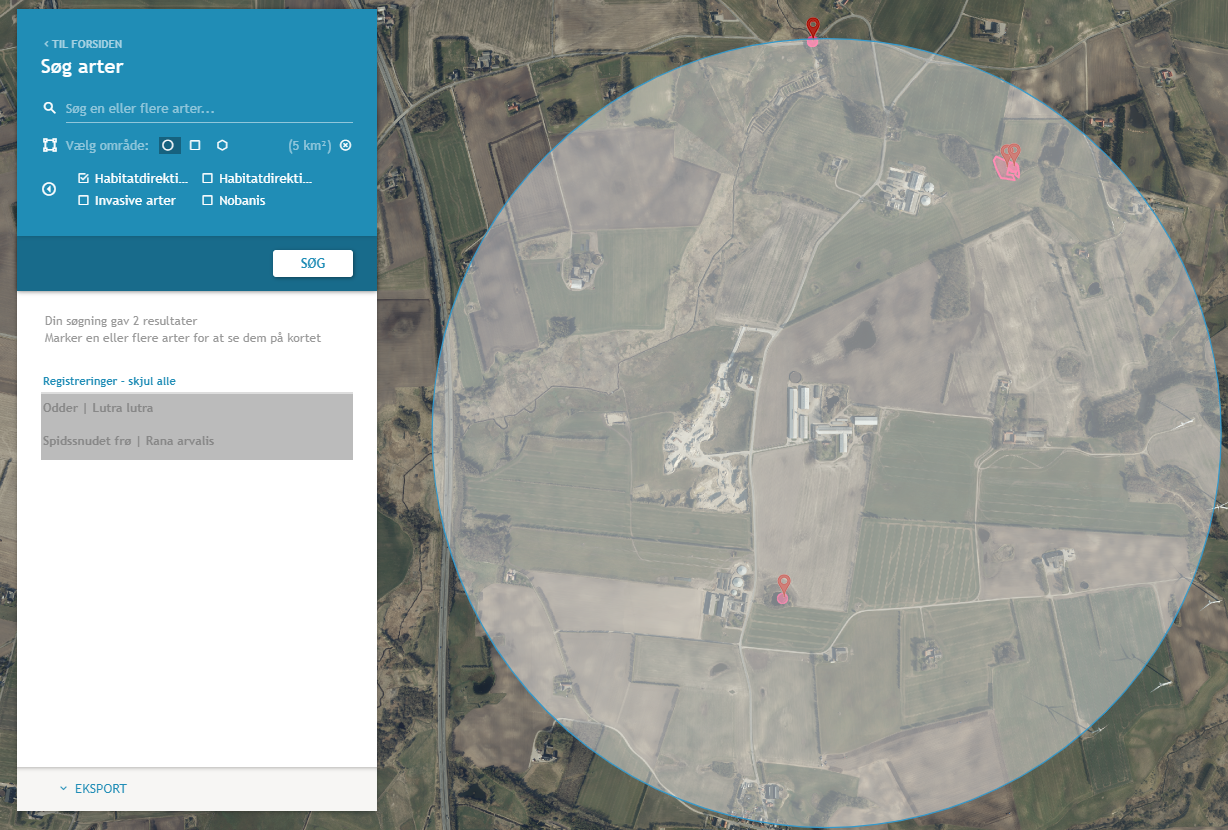 ‹ TIL FORSIDEN
Søg arter
Søg en eller flere arter...
Vælg område: (5 km²)
Habitatdirekti... Habitatdirekti...
Invasive arter Nobanis
SØG
Din søgning gav 2 resultater
Marker en eller flere arter for at se dem på kortet
Registreringer - skjul alle
Odder | Lutra lutra
Spidssnudet frø | Rana arvalis
EKSPORT